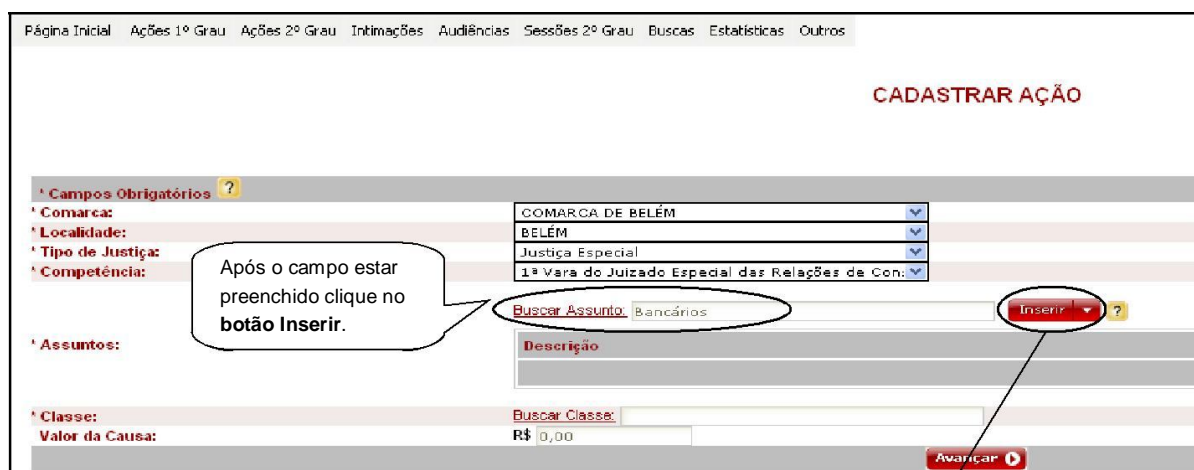 Página Inicial Ações 1º Grau Ações 2º Grau Intimações Audiências Sessões 2º Grau Buscas Estatísticas Outros
CADASTRAR AÇÃO
* Campos Obrigatórios ?
* Comarca: COMARCA DE BELÉM
* Localidade: BELÉM
* Tipo de Justiça: Justiça Especial
* Competência: 1ª Vara do Juizado Especial das Relações de Con:
Após o campo estar
preenchido clique no
botão Inserir.
Buscar Assunto: Bancários Inserir ?
* Assuntos: Descrição
* Classe: Buscar Classe:
Valor da Causa: R$ 0,00
Avançar